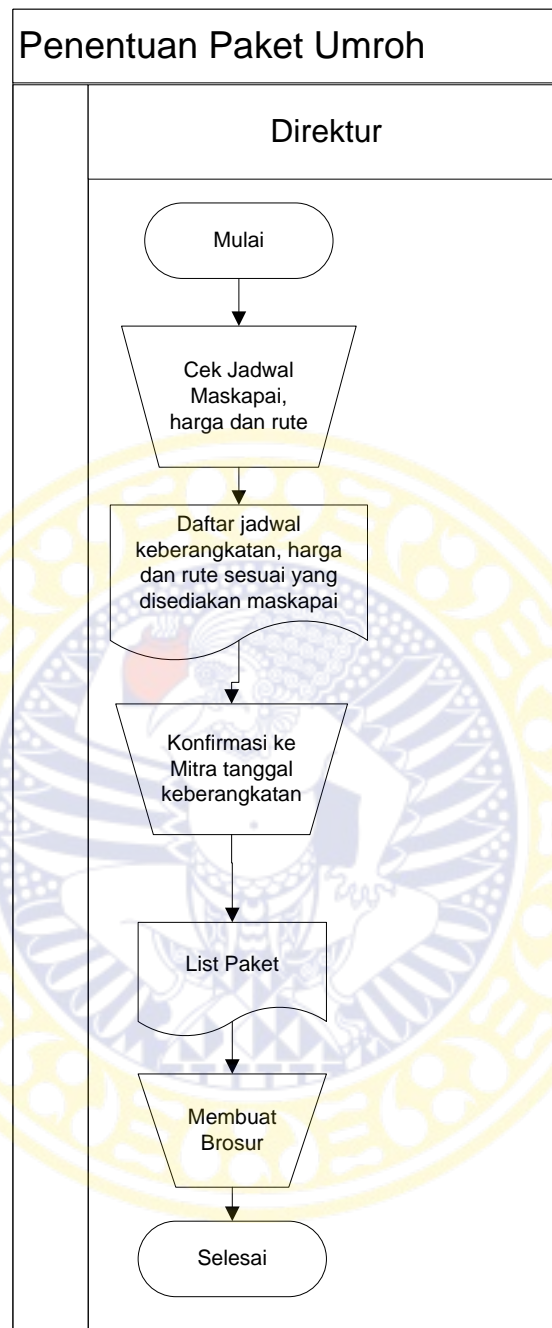 Penentuan Paket Umroh
Direktur
Mulai
Cek Jadwal
Maskapai,
harga dan rute
Daftar jadwal
keberangkatan, harga
dan rute sesuai yang
disediakan maskapai
Konfirmasi ke
Mitra tanggal
keberangkatan
List Paket
Membuat
Brosur
Selesai